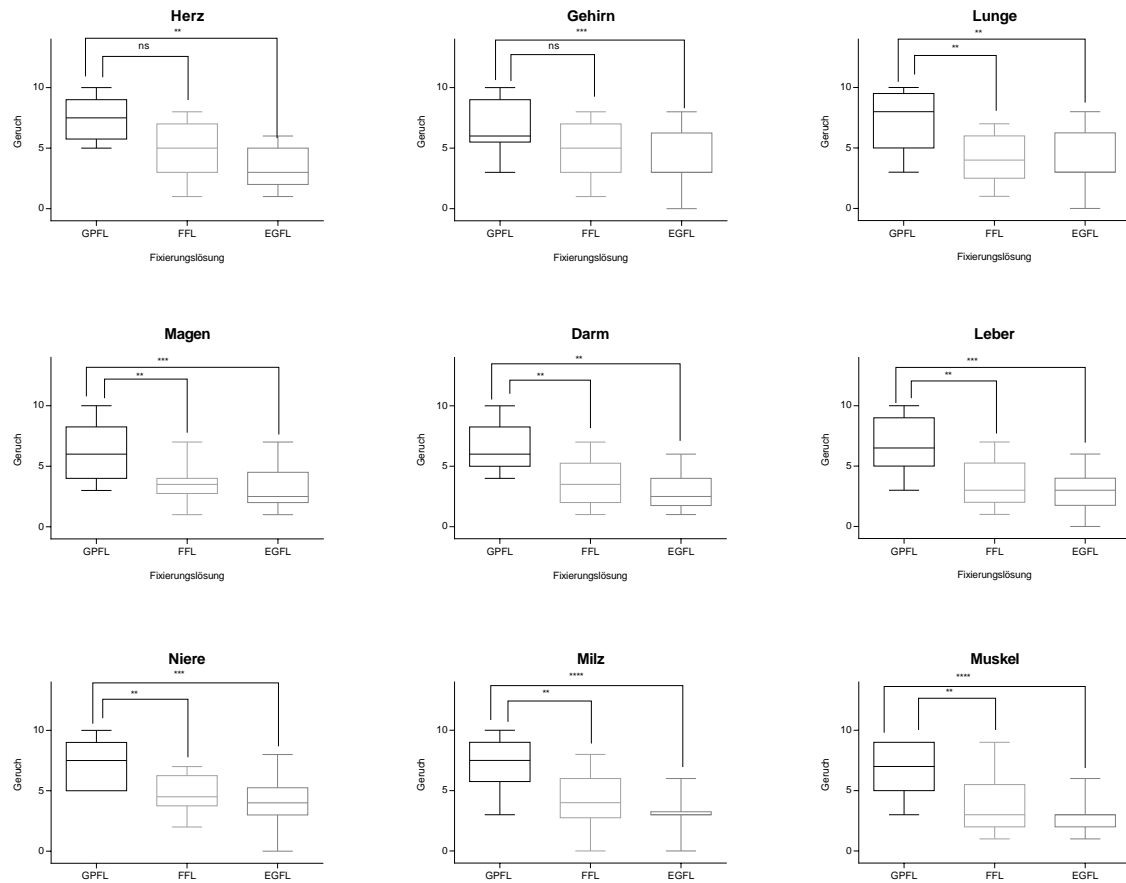 Herz
**
ns
10
5
0
Geruch
GPFL FFL EGFL
Fixierungslösung
Gehirn
***
ns
10
5
0
Geruch
GPFL FFL EGFL
Fixierungslösung
Lunge
**
**
10
5
0
Geruch
GPFL FFL EGFL
Fixierungslösung
Magen
***
**
10
5
0
Geruch
GPFL FFL EGFL
Fixierungslösung
Darm
**
**
10
5
0
Geruch
GPFL FFL EGFL
Fixierungslösung
Leber
***
**
10
5
0
Geruch
GPFL FFL EGFL
Fixierungslösung
Niere
***
**
10
5
0
Geruch
GPFL FFL EGFL
Milz
****
**
10
5
0
Geruch
GPFL FFL EGFL
Muskel
****
**
10
5
0
Geruch
GPFL FFL EGFL